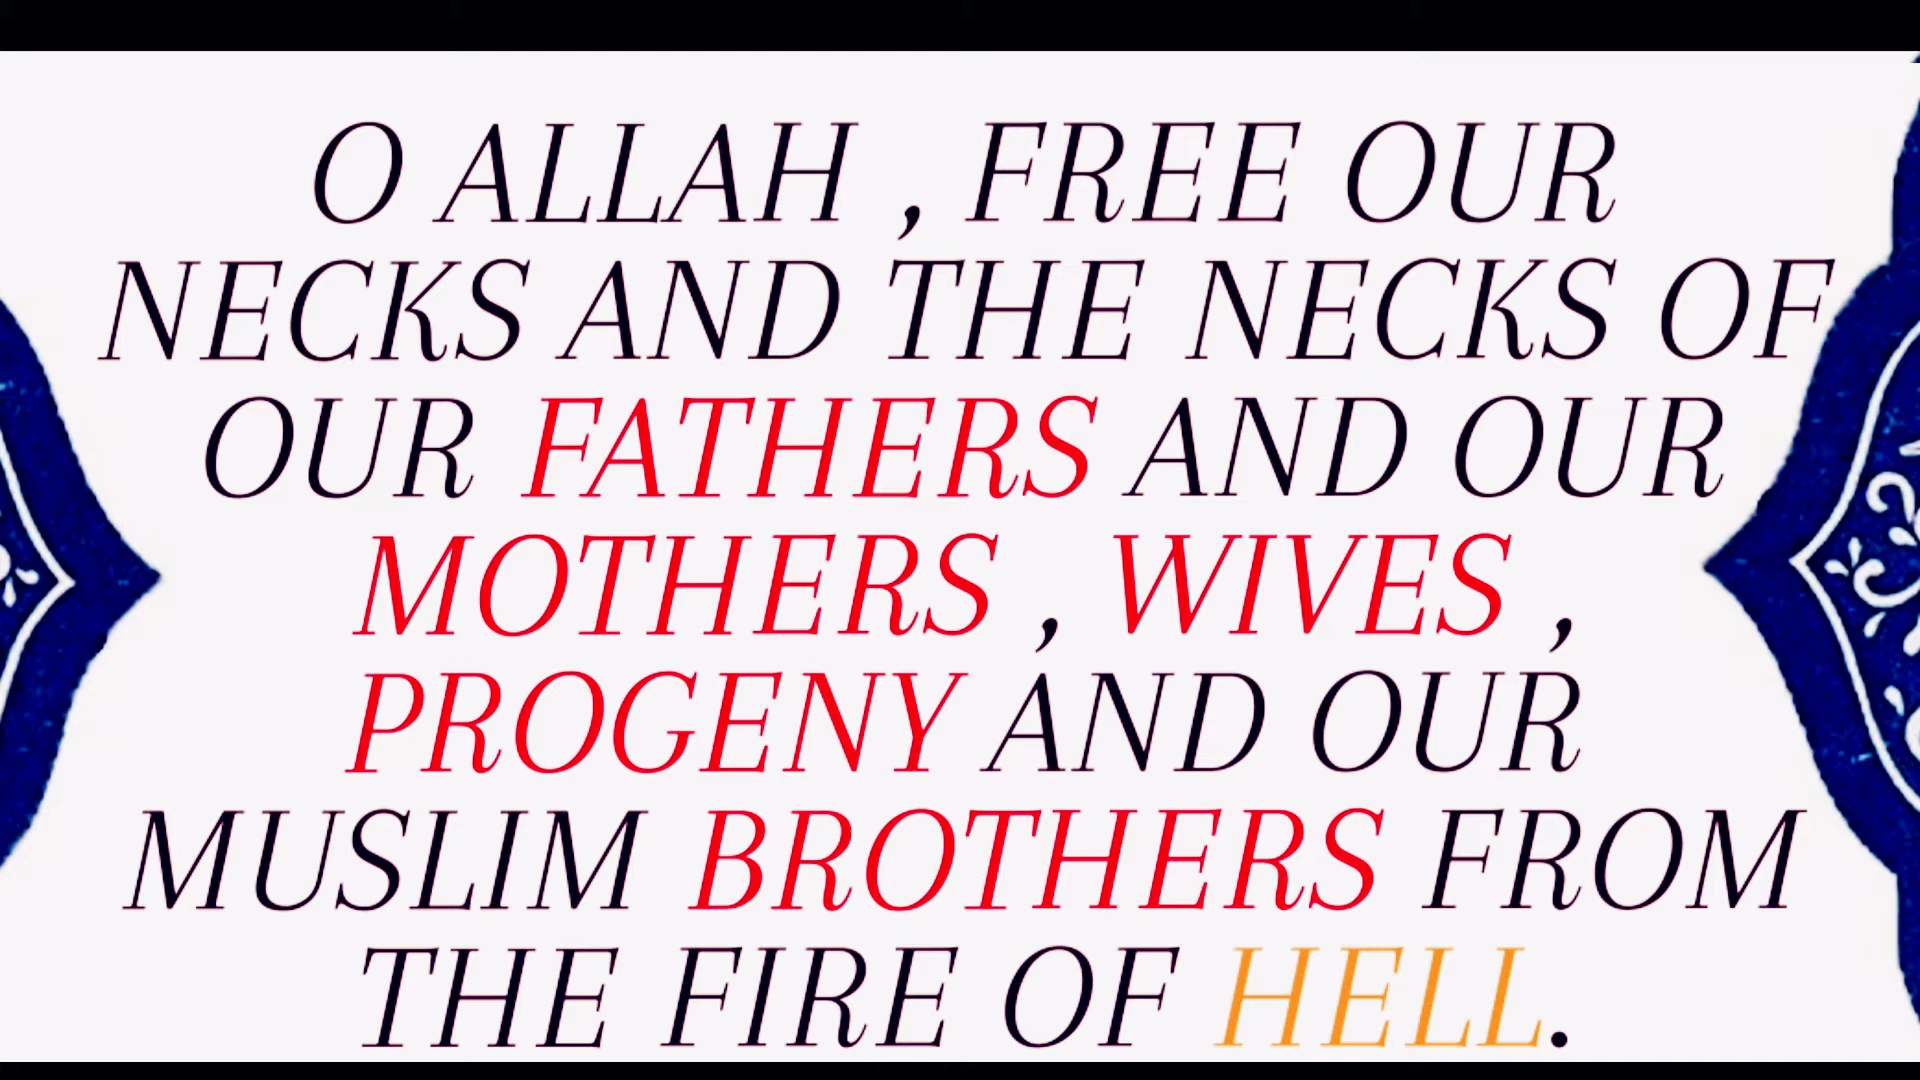 O ALLAH , FREE OUR
NECKS AND THE NECKS OF
OUR FATHERS AND OUR
MOTHERS , WIVES ,
PROGENY AND OUR
MUSLIM BROTHERS FROM
THE FIRE OF HELL.